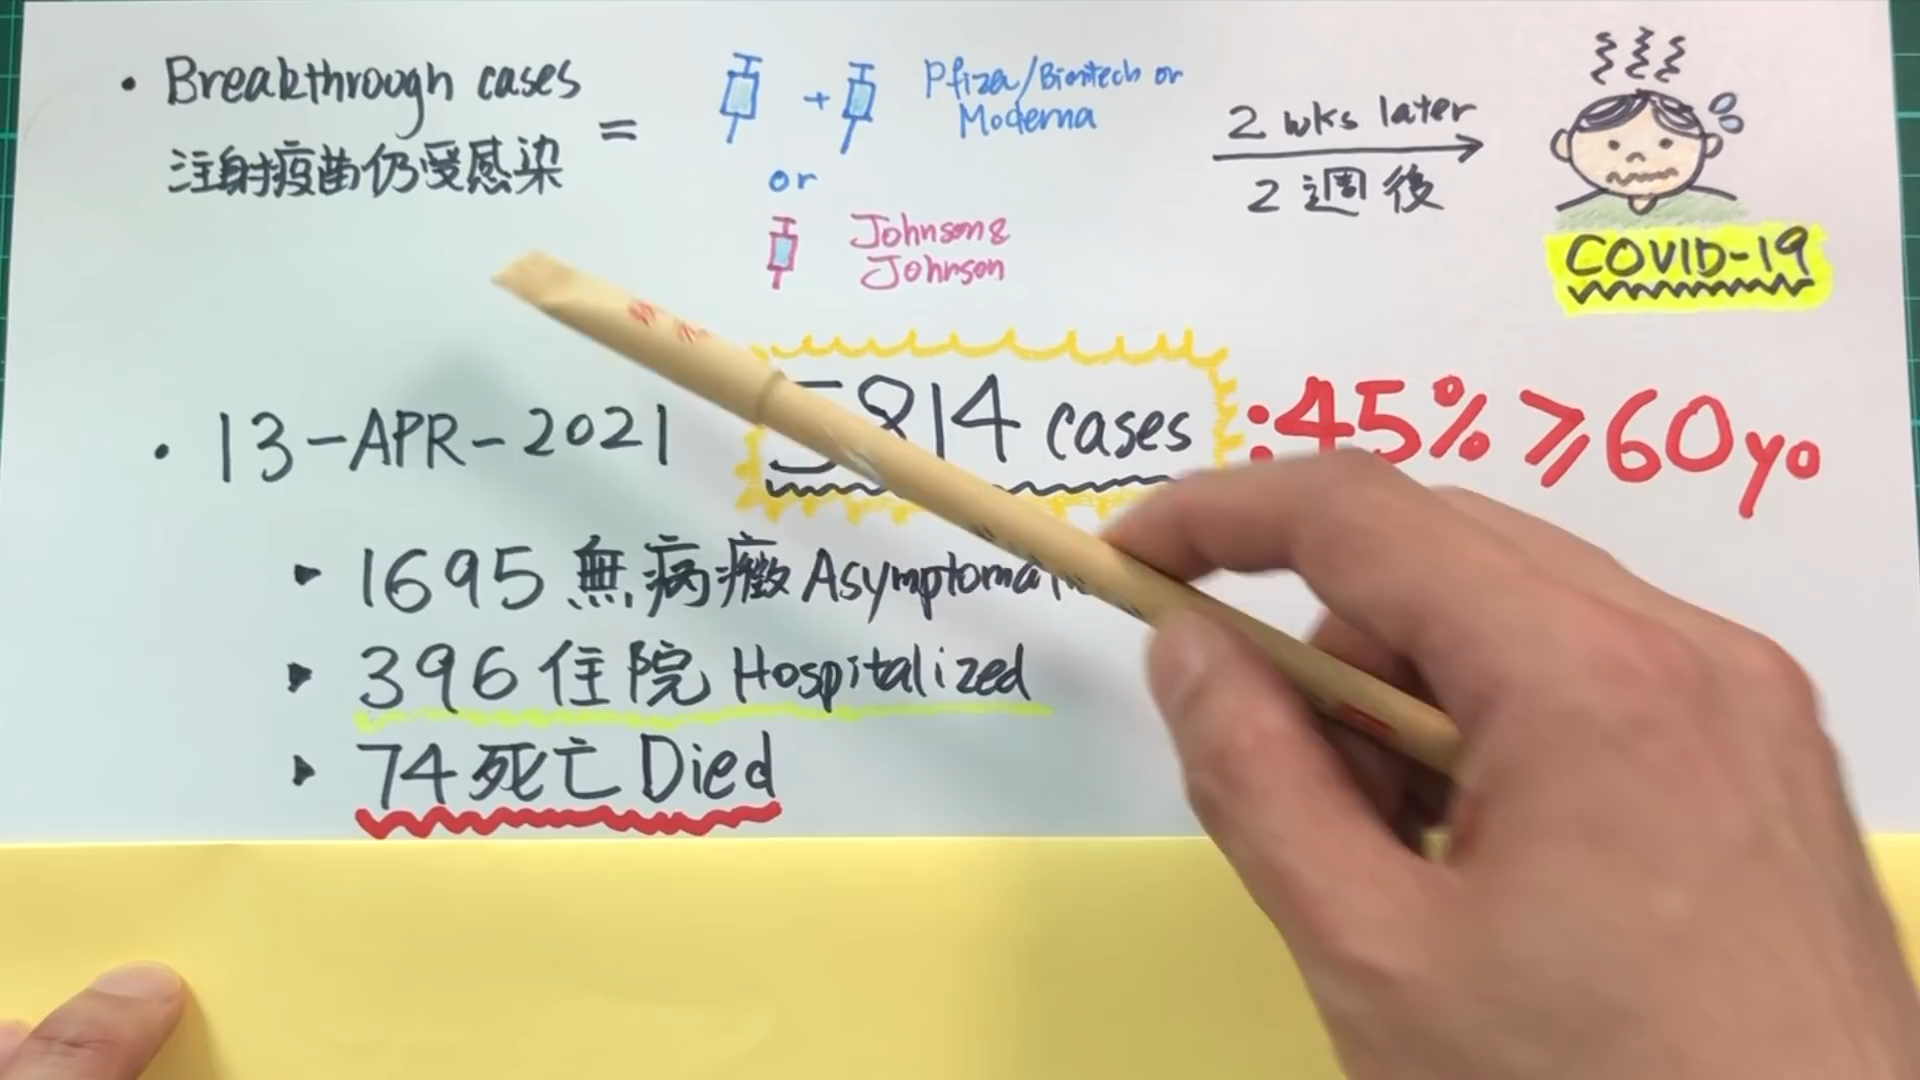 • Breakthrough cases
注射疫苗仍受感染
=
+
Pfizer/Biontech or
Moderna
or
Johnson &
Johnson
2 wks later
2 週後
COVID-19
• 13-APR-2021
5814 cases
:45% ≥60yo
▸ 1695 無病癥 Asymptoma
▸ 396 住院 Hospitalized
▸ 74 死亡 Died